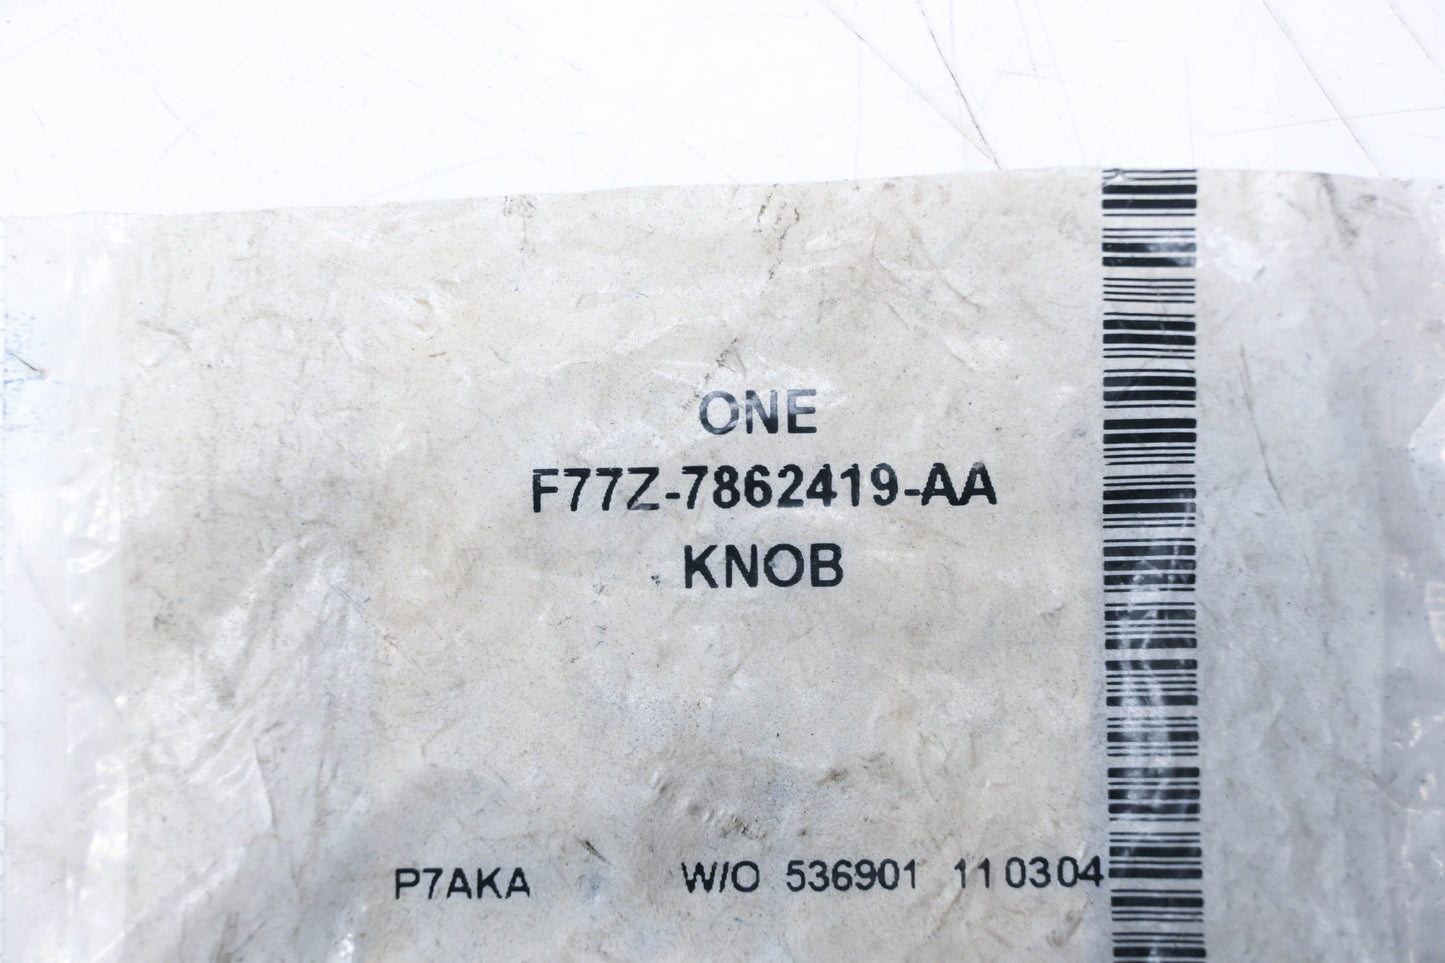 ONE
F77Z-7862419-AA
KNOB
P7AKA W/O 536901 110304